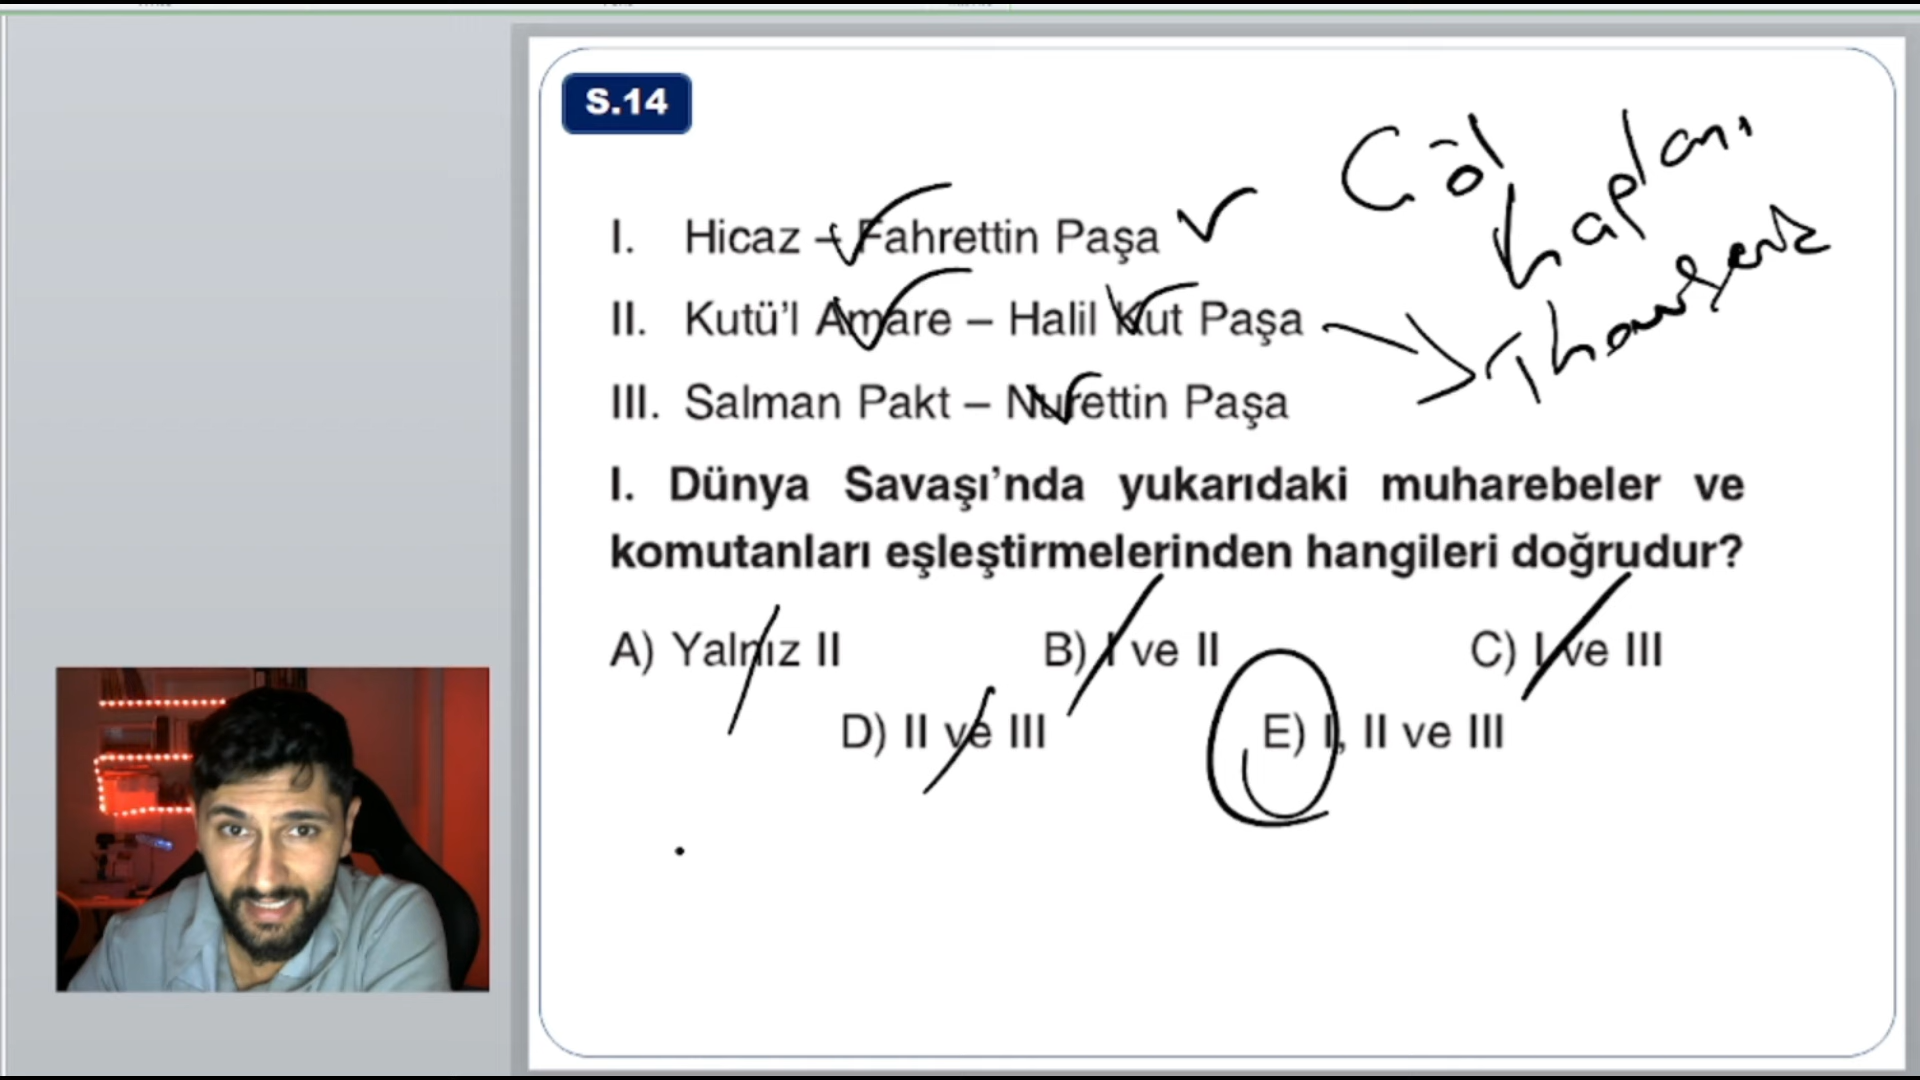 S.14
Çöl
kaplanı
I. Hicaz – Fahrettin Paşa
II. Kutü'l Amare – Halil Kut Paşa
III. Salman Pakt – Nurettin Paşa
I. Dünya Savaşı'nda yukarıdaki muharebeler ve
komutanları eşleştirmelerinden hangileri doğrudur?
A) Yalnız II B) I ve II C) I ve III
D) II ve III E) I, II ve III